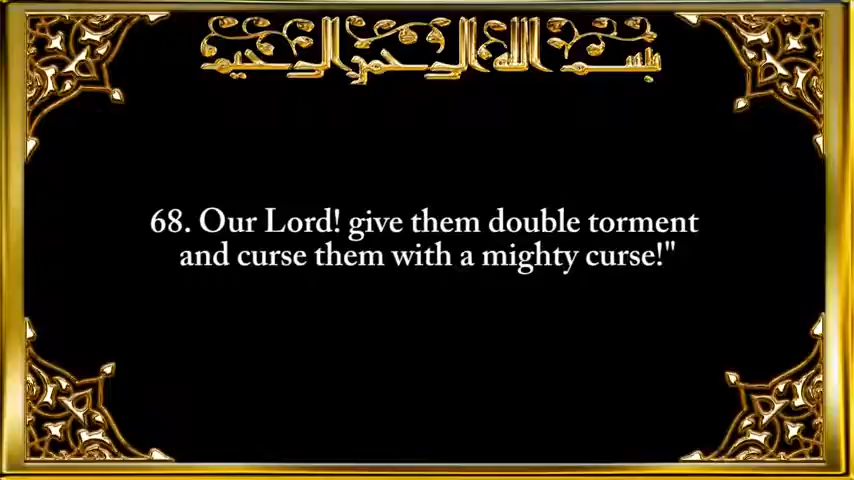 بسم الله الرحمن الرحيم
68. Our Lord! give them double torment
and curse them with a mighty curse!"